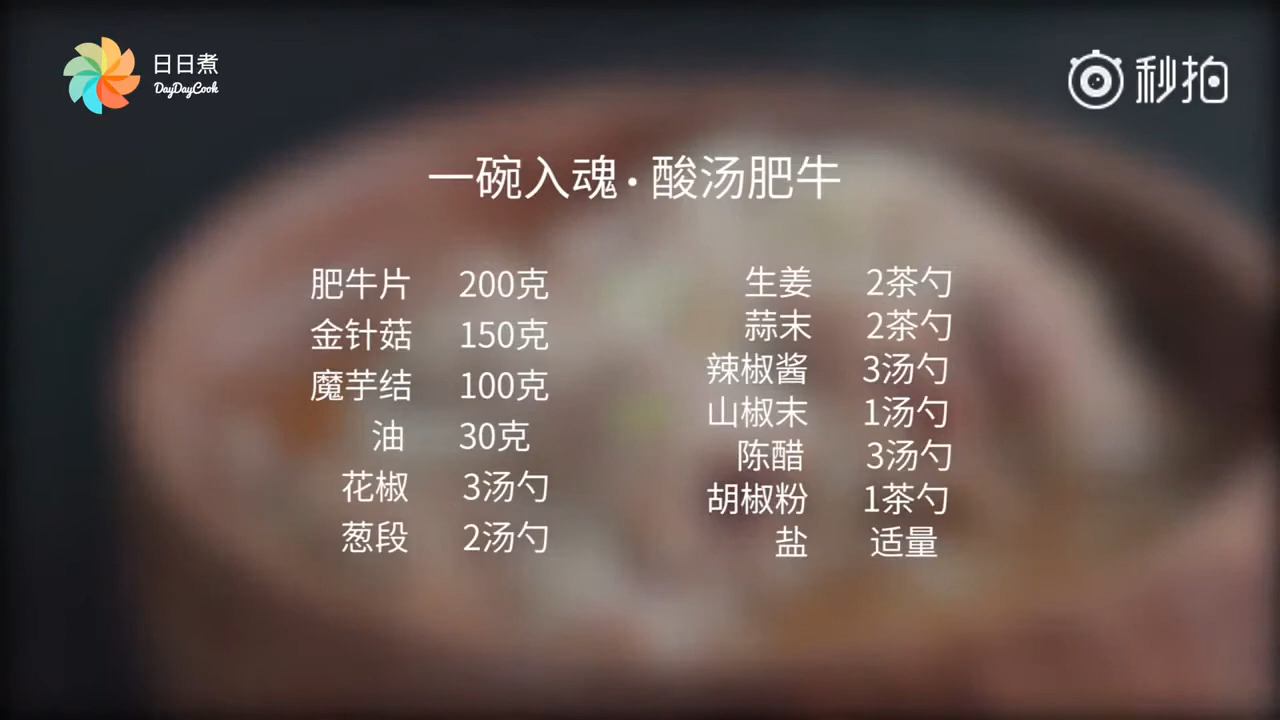 日日煮
DayDayCook
秒拍
一碗入魂·酸汤肥牛
肥牛片 200克
金针菇 150克
魔芋结 100克
油 30克
花椒 3汤勺
葱段 2汤勺
生姜 2茶勺
蒜末 2茶勺
辣椒酱 3汤勺
山椒末 1汤勺
陈醋 3汤勺
胡椒粉 1茶勺
盐 适量